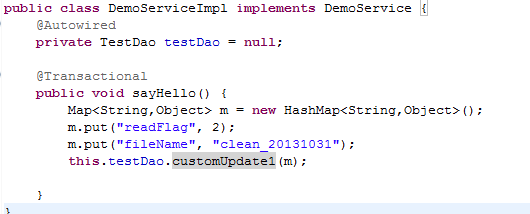 public class DemoServiceImpl implements DemoService {
@Autowired
private TestDao testDao = null;
@Transactional
public void sayHello() {
Map<String,Object> m = new HashMap<String,Object>();
m.put("readFlag", 2);
m.put("fileName", "clean_20131031");
this.testDao.customUpdate1(m);
}
}